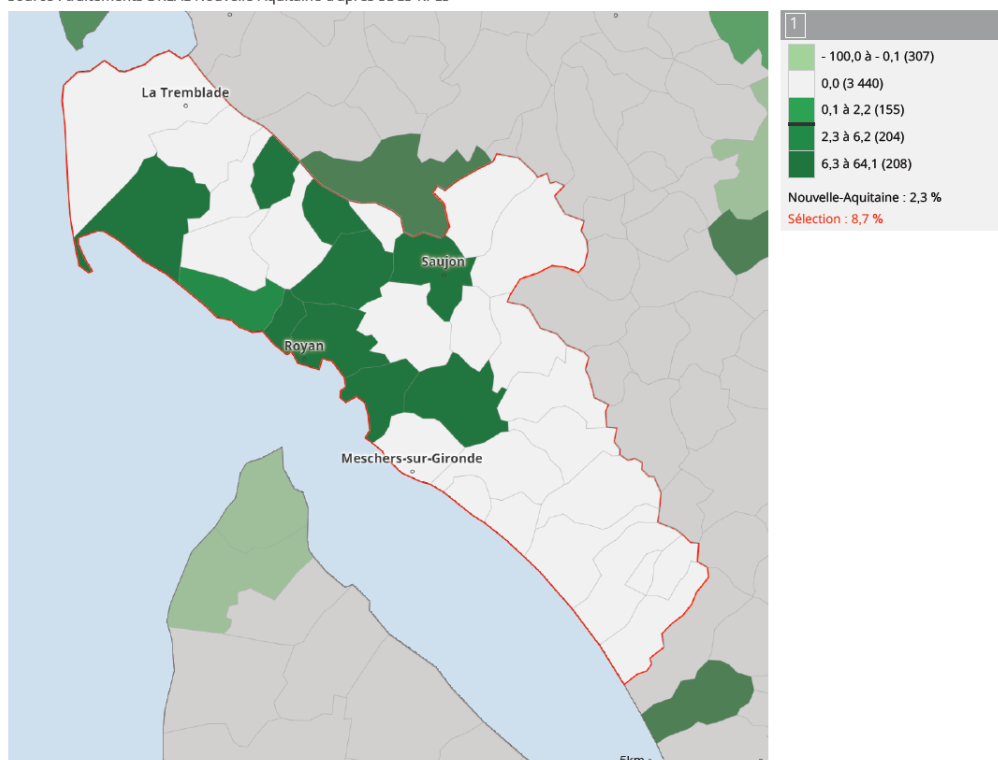 La Tremblade
Saujon
Royan
Meschers-sur-Gironde
5km
1
- 100,0 à - 0,1 (307)
0,0 (3 440)
0,1 à 2,2 (155)
2,3 à 6,2 (204)
6,3 à 64,1 (208)
Nouvelle-Aquitaine : 2,3 %
Sélection : 8,7 %